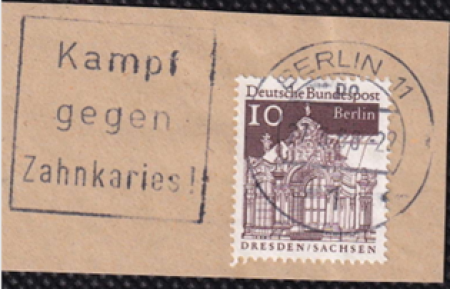 Kampf
gegen
Zahnkaries!
BERLIN 11
Deutsche Bundespost
10 Berlin
DRESDEN/SACHSEN